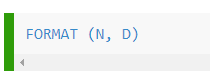 FORMAT (N, D)